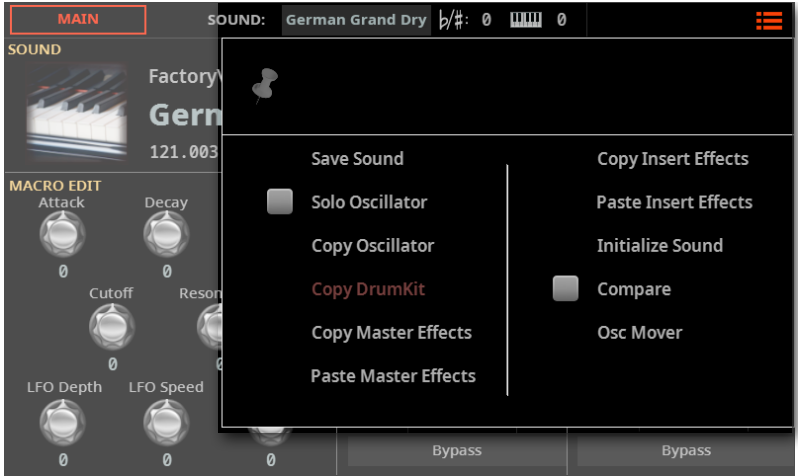 MAIN
SOUND: German Grand Dry b/#: 0 0
SOUND
Factory
Germ
121.003
MACRO EDIT
Attack Decay
0 0
Cutoff Reson
0
LFO Depth LFO Speed
0 0 0
Save Sound
Solo Oscillator
Copy Oscillator
Copy DrumKit
Copy Master Effects
Paste Master Effects
Copy Insert Effects
Paste Insert Effects
Initialize Sound
Compare
Osc Mover
Bypass Bypass